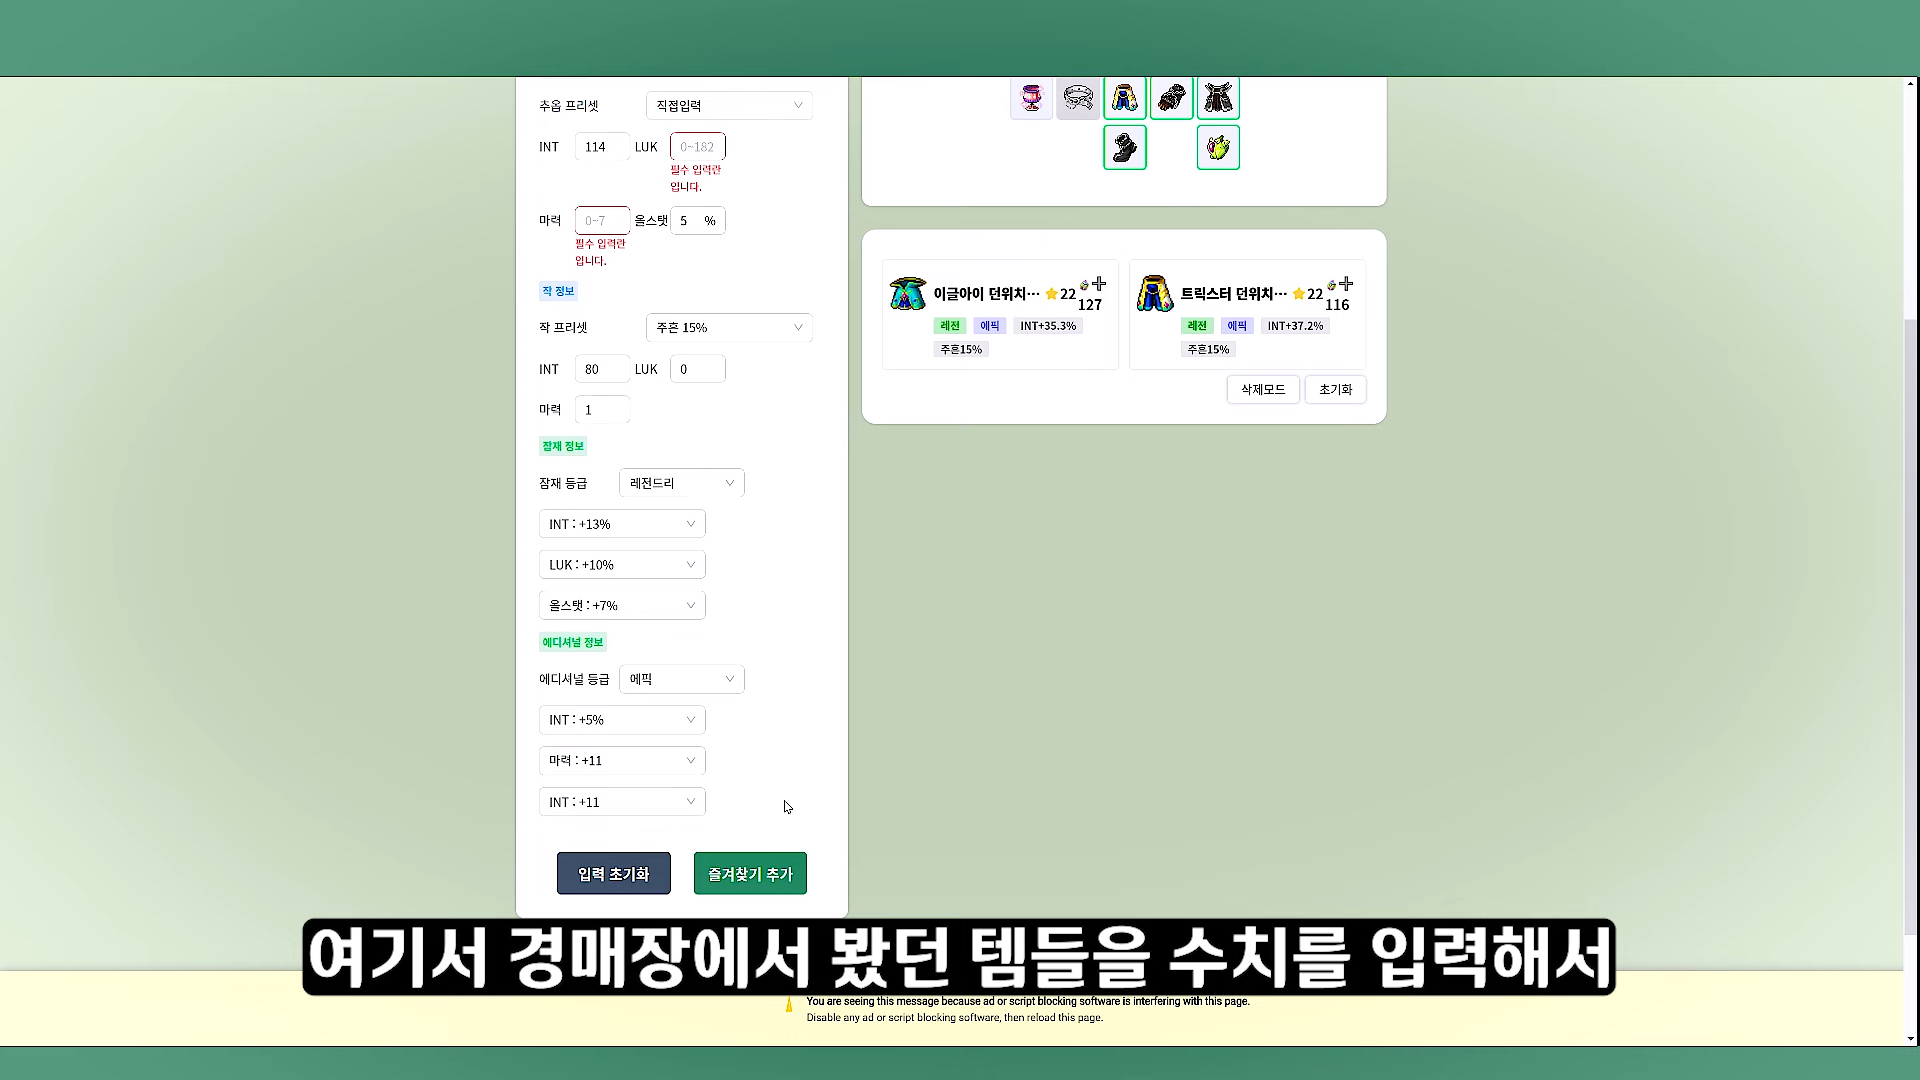 추옵 프리셋 직접입력
INT 114 LUK 0~182
필수 입력란
입니다.
마력 0~7 올스탯 5 %
필수 입력란
입니다.
작 정보
작 프리셋 주흔 15%
INT 80 LUK 0
마력 1
잠재 정보
잠재 등급 레전드리
INT : +13%
LUK : +10%
올스탯 : +7%
에디셔널 정보
에디셔널 등급 에픽
INT : +5%
마력 : +11
INT : +11
입력 초기화 즐겨찾기 추가
이글아이 던위치… 22 127
레전 에픽 INT+35.3%
주흔15%
트릭스터 던위치… 22 116
레전 에픽 INT+37.2%
주흔15%
삭제모드 초기화
여기서 경매장에서 봤던 템들을 수치를 입력해서
You are seeing this message because ad or script blocking software is interfering with this page.
Disable any ad or script blocking software, then reload this page.